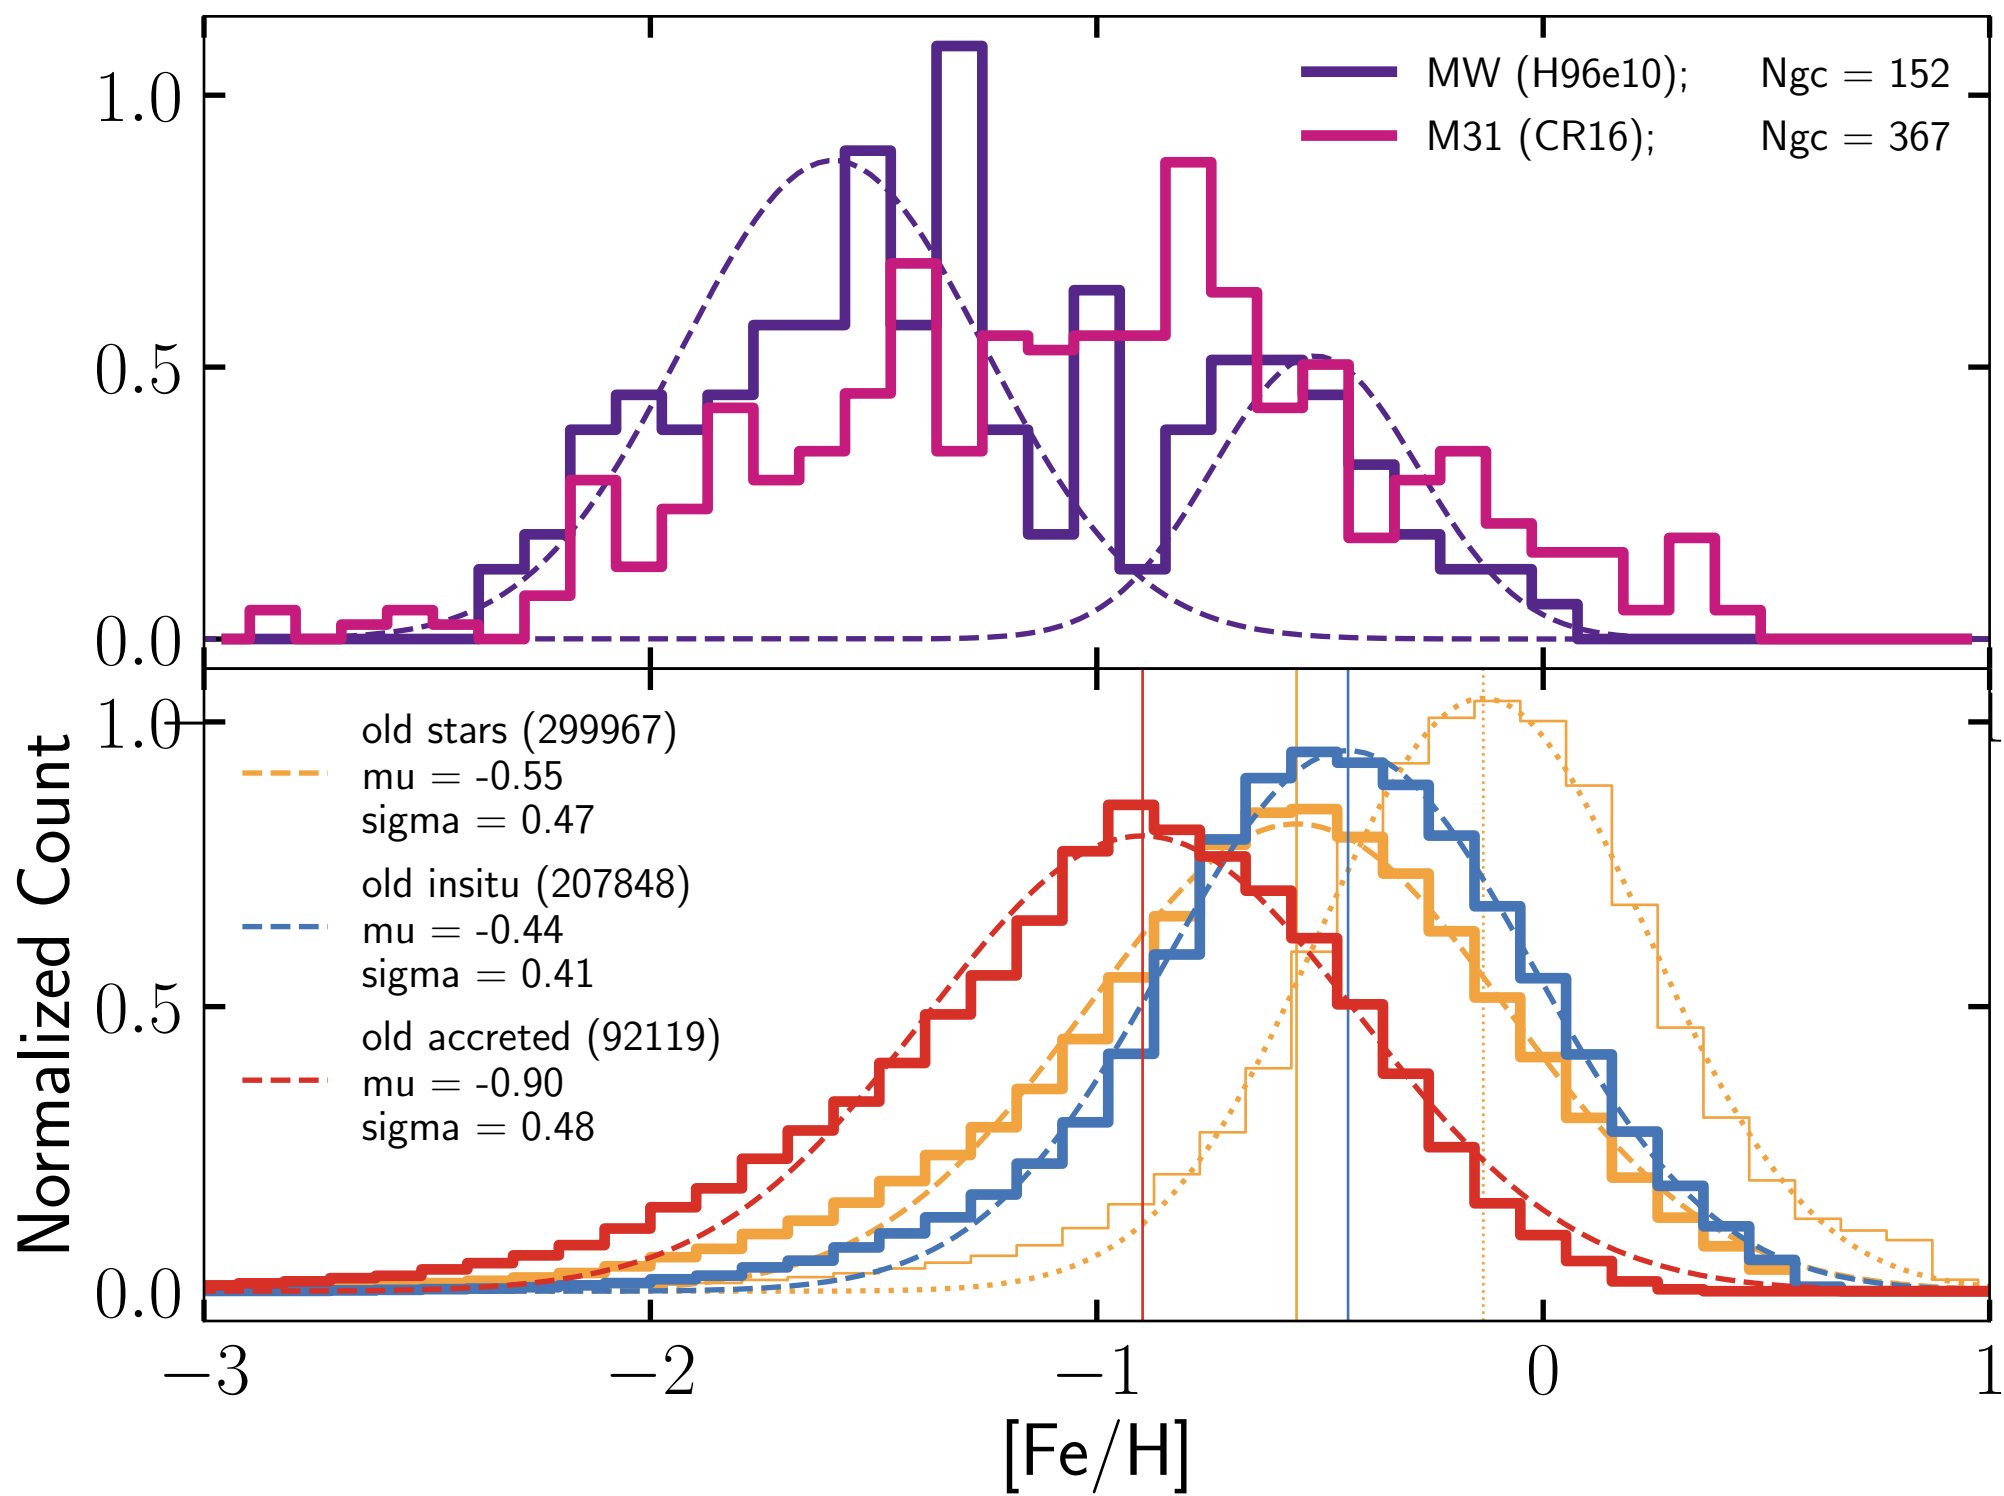 1.0
0.5
0.0
MW (H96e10); Ngc = 152
M31 (CR16); Ngc = 367
Normalized Count
1.0
0.5
0.0
old stars (299967)
mu = -0.55
sigma = 0.47
old insitu (207848)
mu = -0.44
sigma = 0.41
old accreted (92119)
mu = -0.90
sigma = 0.48
−3 −2 −1 0 1
[Fe/H]